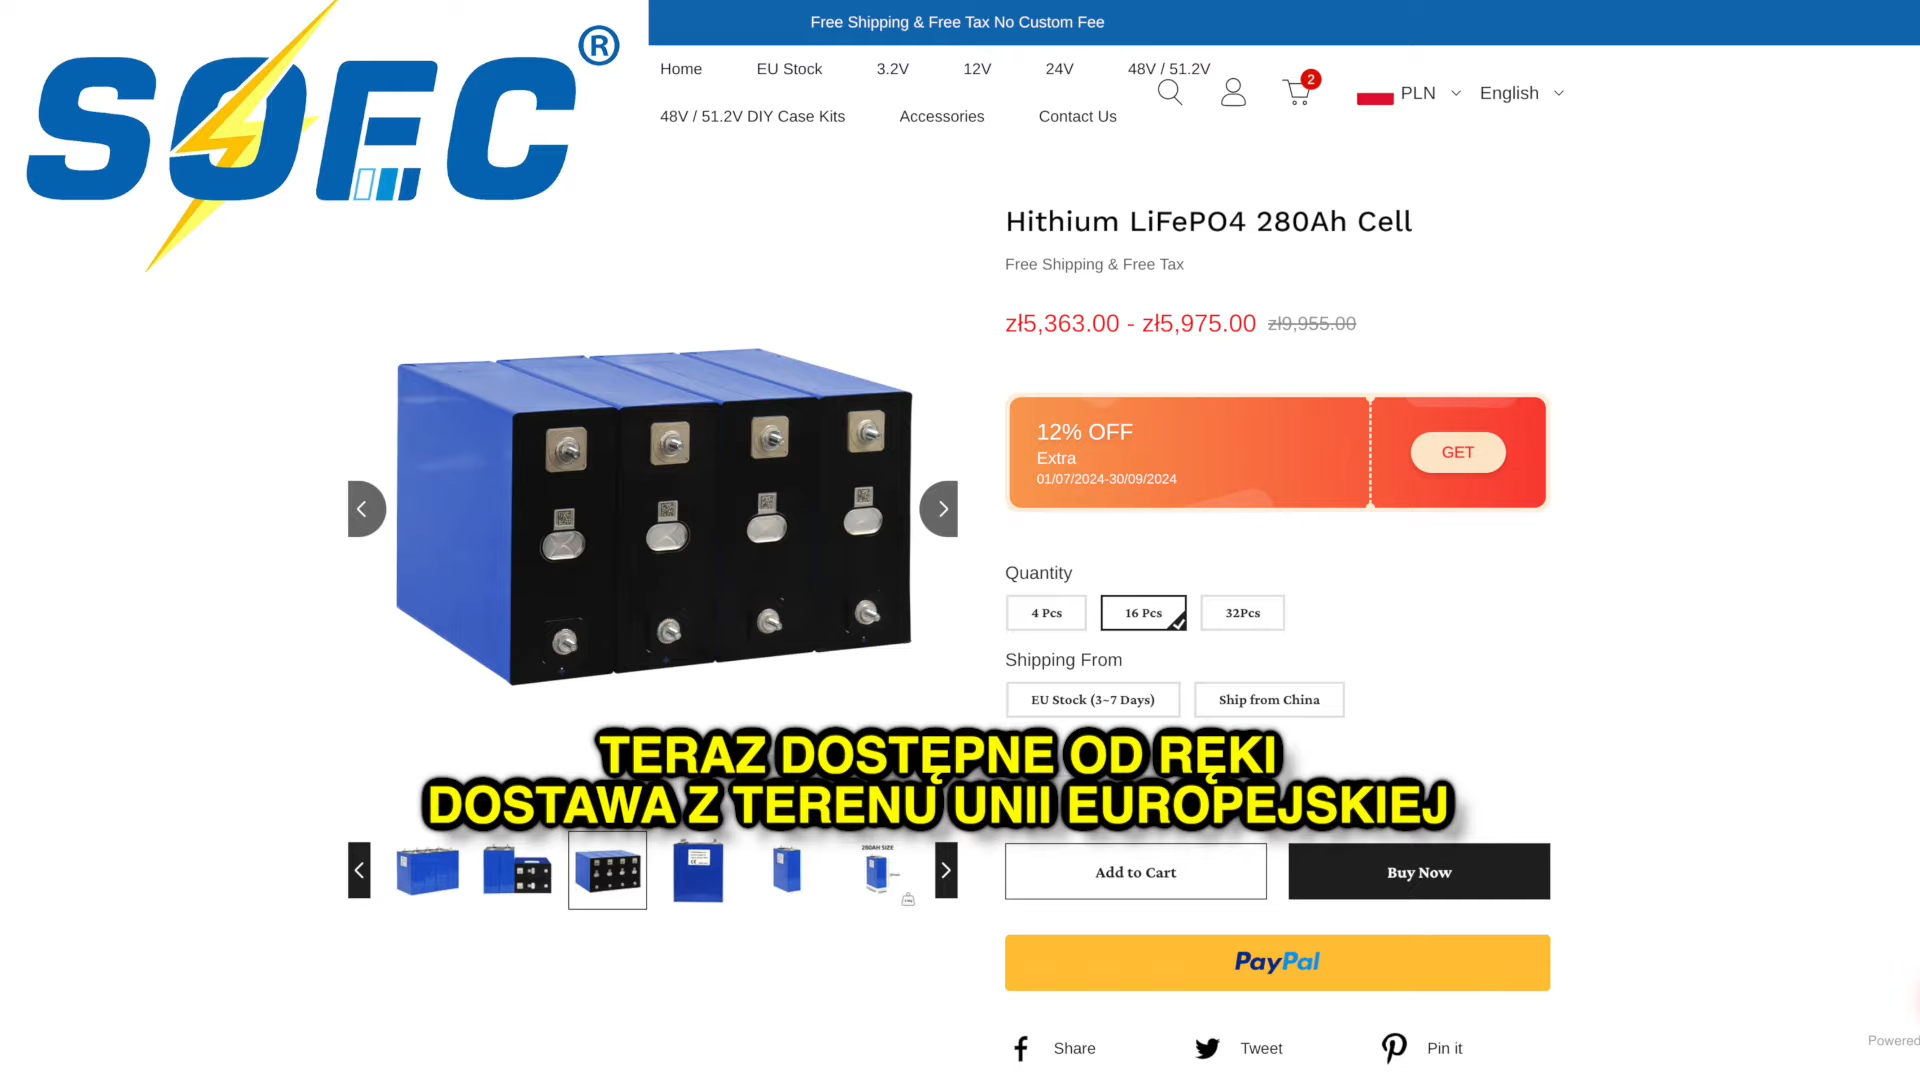 SOEC®
Free Shipping & Free Tax No Custom Fee
Home EU Stock 3.2V 12V 24V 48V / 51.2V
48V / 51.2V DIY Case Kits Accessories Contact Us
2
PLN English
Hithium LiFePO4 280Ah Cell
Free Shipping & Free Tax
zł5,363.00 - zł5,975.00 zł9,955.00
12% OFF
Extra
01/07/2024-30/09/2024
GET
Quantity
4 Pcs 16 Pcs 32Pcs
Shipping From
EU Stock (3~7 Days) Ship from China
TERAZ DOSTĘPNE OD RĘKI
DOSTAWA Z TERENU UNII EUROPEJSKIEJ
280AH SIZE
Add to Cart Buy Now
PayPal
Share Tweet Pin it
Powered